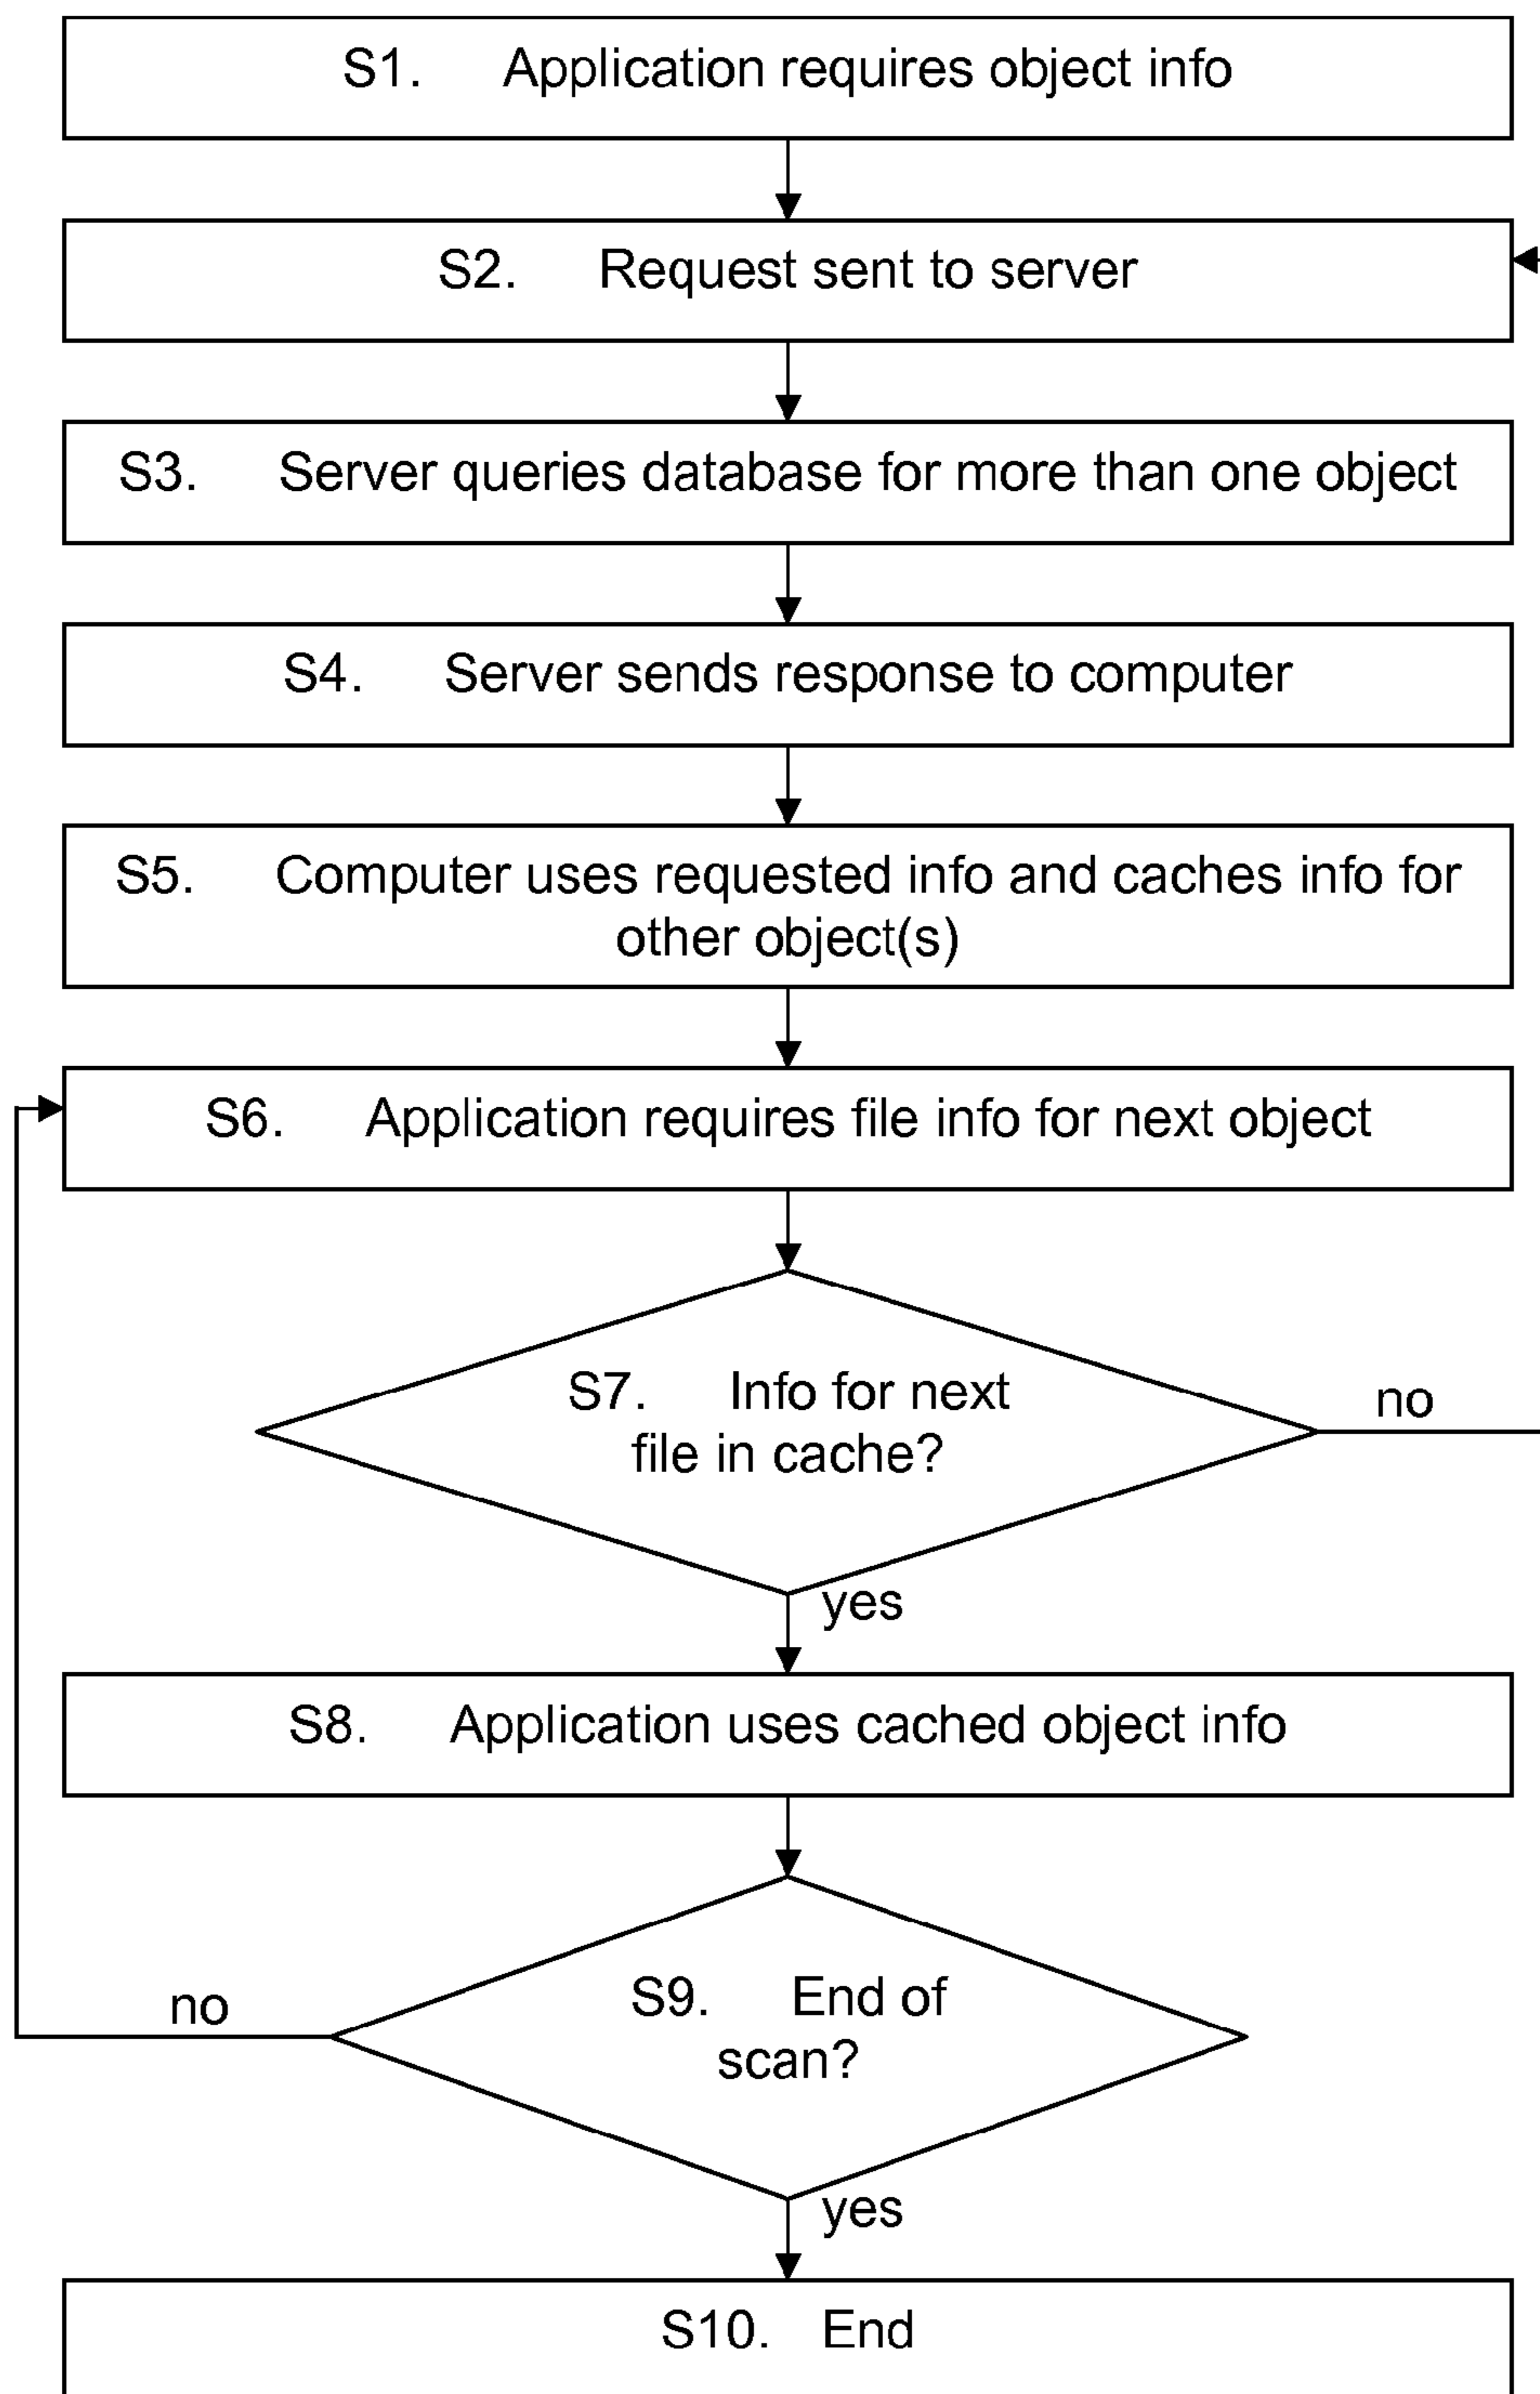 S1. Application requires object info
S2. Request sent to server
S3. Server queries database for more than one object
S4. Server sends response to computer
S5. Computer uses requested info and caches info for
other object(s)
S6. Application requires file info for next object
S7. Info for next
file in cache?
no
yes
S8. Application uses cached object info
S9. End of
scan?
no
yes
S10. End